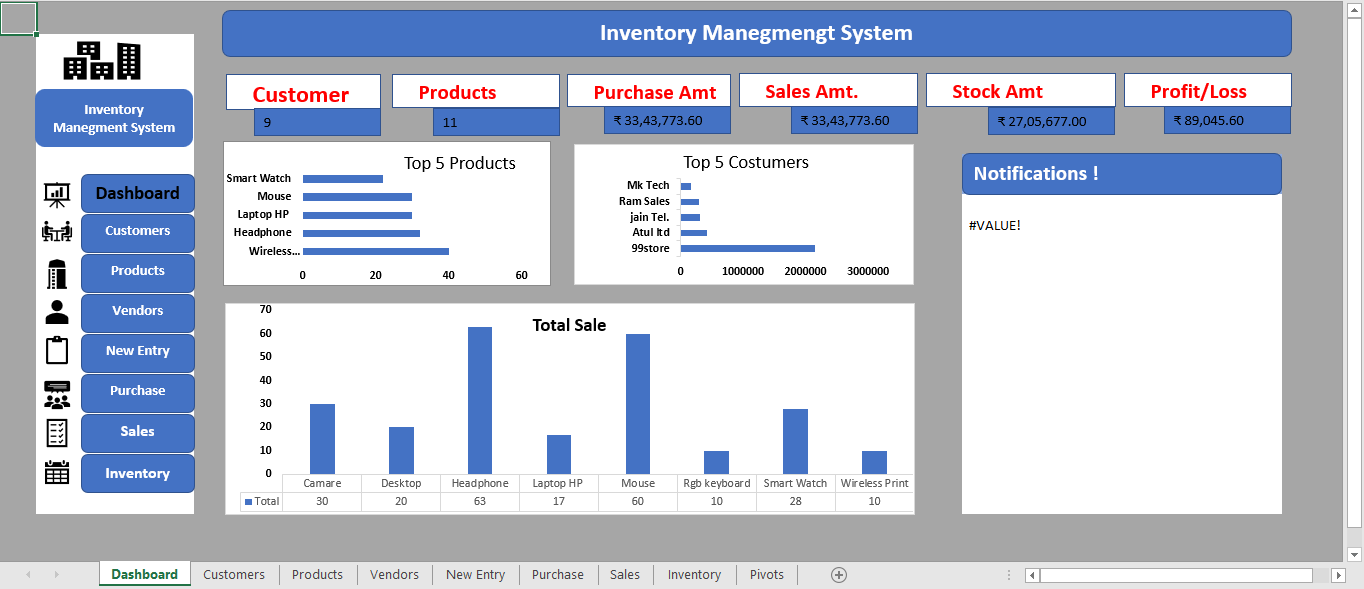 Inventory Manegmengt System
Inventory
Manegment System
Dashboard
Customers
Products
Vendors
New Entry
Purchase
Sales
Inventory
Customer
9
Products
11
Purchase Amt
₹ 33,43,773.60
Sales Amt.
₹ 33,43,773.60
Stock Amt
₹ 27,05,677.00
Profit/Loss
₹ 89,045.60
Top 5 Products
Smart Watch
Mouse
Laptop HP
Headphone
Wireless...
0 20 40 60
Top 5 Costumers
Mk Tech
Ram Sales
jain Tel.
Atul ltd
99store
0 1000000 2000000 3000000
Notifications !
#VALUE!
Total Sale
70
60
50
40
30
20
10
0
Camare Desktop Headphone Laptop HP Mouse Rgb keyboard Smart Watch Wireless Print
Total 30 20 63 17 60 10 28 10
Dashboard Customers Products Vendors New Entry Purchase Sales Inventory Pivots